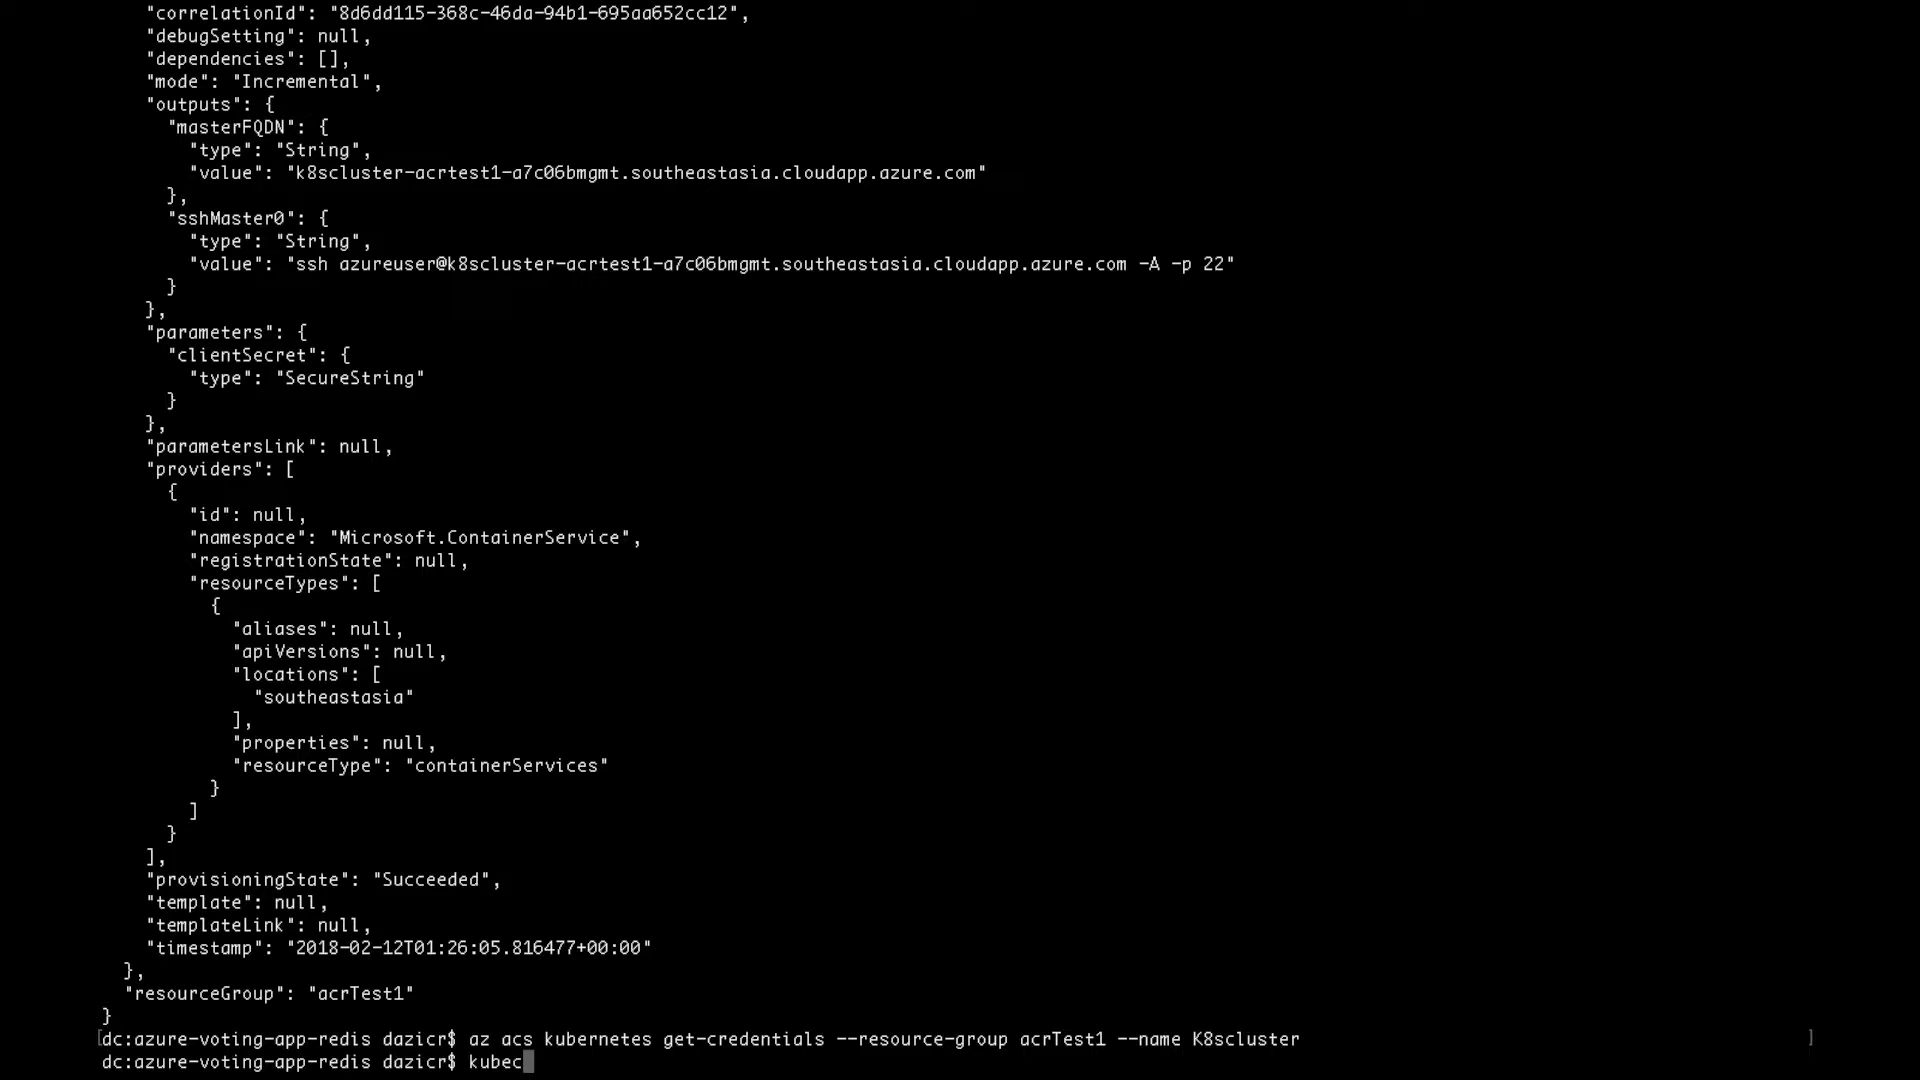 "correlationId": "8d6dd115-368c-46da-94b1-695aa652cc12",
"debugSetting": null,
"dependencies": [],
"mode": "Incremental",
"outputs": {
"masterFQDN": {
"type": "String",
"value": "k8scluster-acrtest1-a7c06bmgmt.southeastasia.cloudapp.azure.com"
},
"sshMaster0": {
"type": "String",
"value": "ssh azureuser@k8scluster-acrtest1-a7c06bmgmt.southeastasia.cloudapp.azure.com -A -p 22"
}
},
"parameters": {
"clientSecret": {
"type": "SecureString"
}
},
"parametersLink": null,
"providers": [
{
"id": null,
"namespace": "Microsoft.ContainerService",
"registrationState": null,
"resourceTypes": [
{
"aliases": null,
"apiVersions": null,
"locations": [
"southeastasia"
],
"properties": null,
"resourceType": "containerServices"
}
]
}
],
"provisioningState": "Succeeded",
"template": null,
"templateLink": null,
"timestamp": "2018-02-12T01:26:05.816477+00:00"
},
"resourceGroup": "acrTest1"
}
[dc:azure-voting-app-redis dazicr$ az acs kubernetes get-credentials --resource-group acrTest1 --name K8scluster ]
dc:azure-voting-app-redis dazicr$ kubec